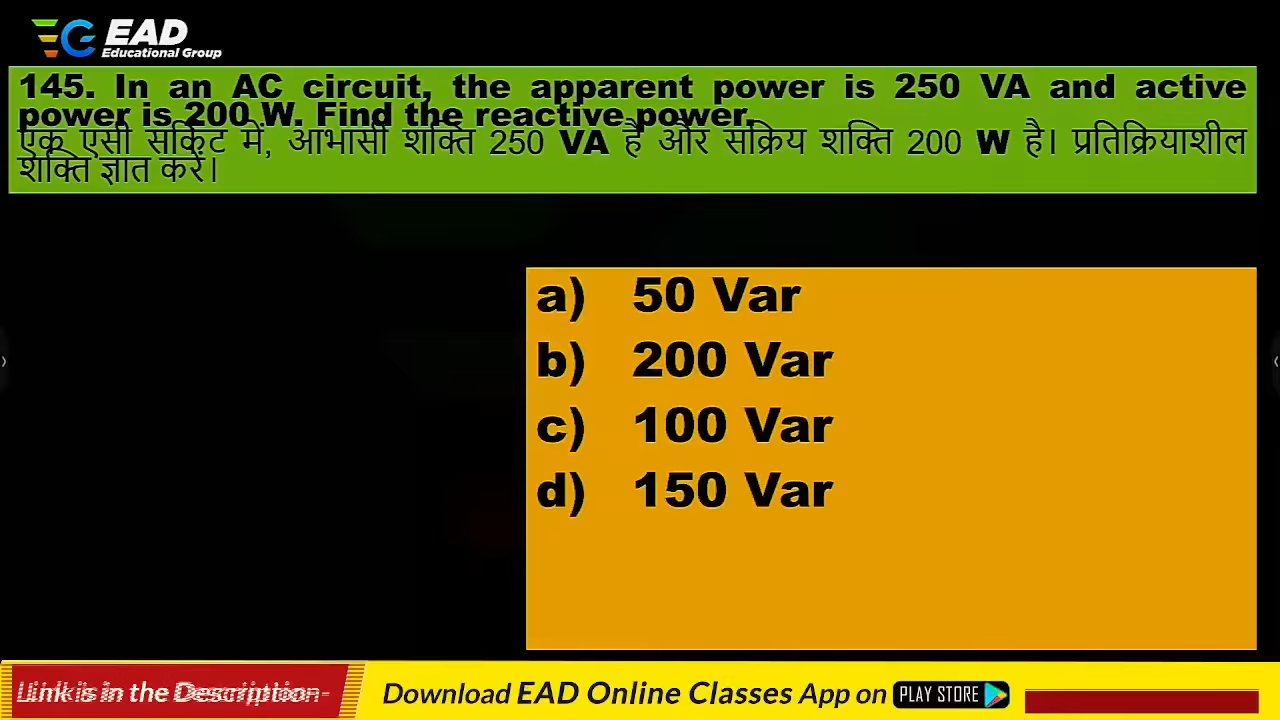 EAD
Educational Group
145. In an AC circuit, the apparent power is 250 VA and active
power is 200 W. Find the reactive power.
एक एसी सर्किट में, आभासी शक्ति 250 VA है और सक्रिय शक्ति 200 W है। प्रतिक्रियाशील
शक्ति ज्ञात करें।
a) 50 Var
b) 200 Var
c) 100 Var
d) 150 Var
Link is in the Description-
Download EAD Online Classes App on PLAY STORE